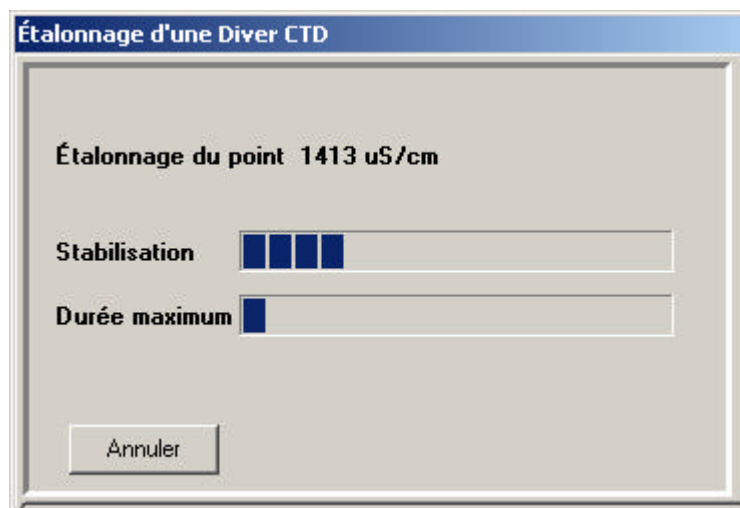 Étalonnage d'une Diver CTD
Étalonnage du point 1413 uS/cm
Stabilisation
Durée maximum
Annuler